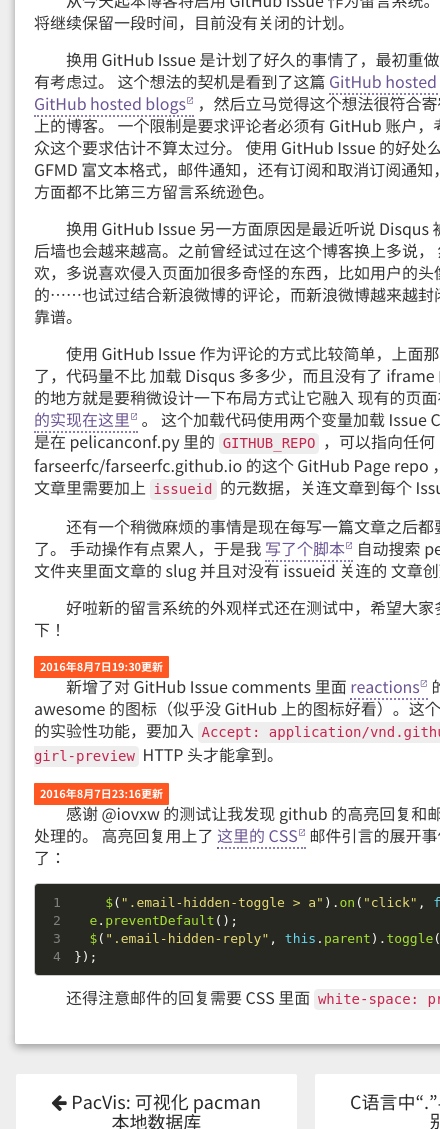 从今天起本博客将启用 GitHub Issue 作为留言系统。
将继续保留一段时间，目前没有关闭的计划。
换用 GitHub Issue 是计划了好久的事情了，最初重做
有考虑过。 这个想法的契机是看到了这篇 GitHub hosted
GitHub hosted blogs ，然后立马觉得这个想法很符合寄
上的博客。 一个限制是要求评论者必须有 GitHub 账户，考
众这个要求估计不算太过分。 使用 GitHub Issue 的好处么
GFMD 富文本格式，邮件通知，还有订阅和取消订阅通知，
方面都不比第三方留言系统逊色。
换用 GitHub Issue 另一方面原因是最近听说 Disqus 被
后墙也会越来越高。之前曾经试过在这个博客换上多说，
欢，多说喜欢侵入页面加很多奇怪的东西，比如用户的头像
的⋯⋯也试过结合新浪微博的评论，而新浪微博越来越封闭
靠谱。
使用 GitHub Issue 作为评论的方式比较简单，上面那
了，代码量不比 加载 Disqus 多多少，而且没有了 iframe
的地方就是要稍微设计一下布局方式让它融入 现有的页面
的实现在这里 。 这个加载代码使用两个变量加载 Issue C
是在 pelicanconf.py 里的 GITHUB_REPO ，可以指向任何
farseerfc/farseerfc.github.io 的这个 GitHub Page repo ，
文章里需要加上 issueid 的元数据，关连文章到每个 Issu
还有一个稍微麻烦的事情是现在每写一篇文章之后都要
了。 手动操作有点累人，于是我 写了个脚本 自动搜索 pe
文件夹里面文章的 slug 并且对没有 issueid 关连的 文章创
好啦新的留言系统的外观样式还在测试中，希望大家多
下！
2016年8月7日19:30更新
新增了对 GitHub Issue comments 里面 reactions 的
awesome 的图标（似乎没 GitHub 上的图标好看）。这个
的实验性功能，要加入 Accept: application/vnd.githu
girl-preview HTTP 头才能拿到。
2016年8月7日23:16更新
感谢 @iovxw 的测试让我发现 github 的高亮回复和邮
处理的。 高亮回复用上了 这里的 CSS 邮件引言的展开事
了：
1 $(".email-hidden-toggle > a").on("click", f
2 e.preventDefault();
3 $(".email-hidden-reply", this.parent).toggle(
4 });
还得注意邮件的回复需要 CSS 里面 white-space: pr
PacVis: 可视化 pacman
本地数据库
C语言中“.”
别